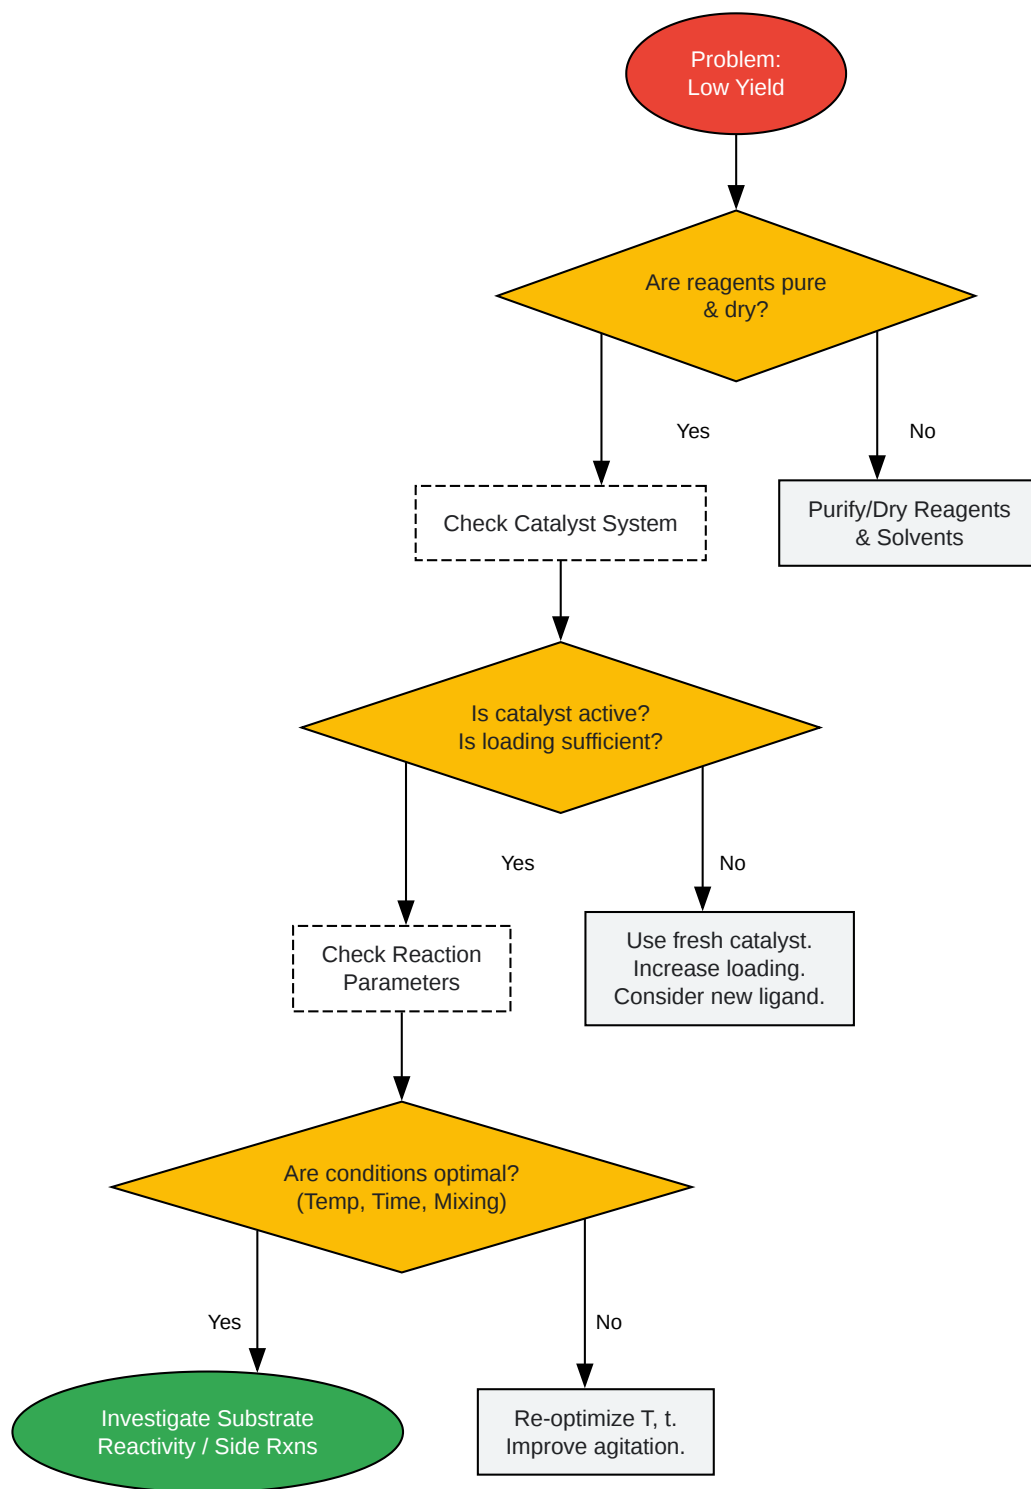 Problem:
Low Yield
Are reagents pure
& dry?
Yes
No
Check Catalyst System
Purify/Dry Reagents
& Solvents
Is catalyst active?
Is loading sufficient?
Yes
No
Check Reaction
Parameters
Use fresh catalyst.
Increase loading.
Consider new ligand.
Are conditions optimal?
(Temp, Time, Mixing)
Yes
No
Investigate Substrate
Reactivity / Side Rxns
Re-optimize T, t.
Improve agitation.